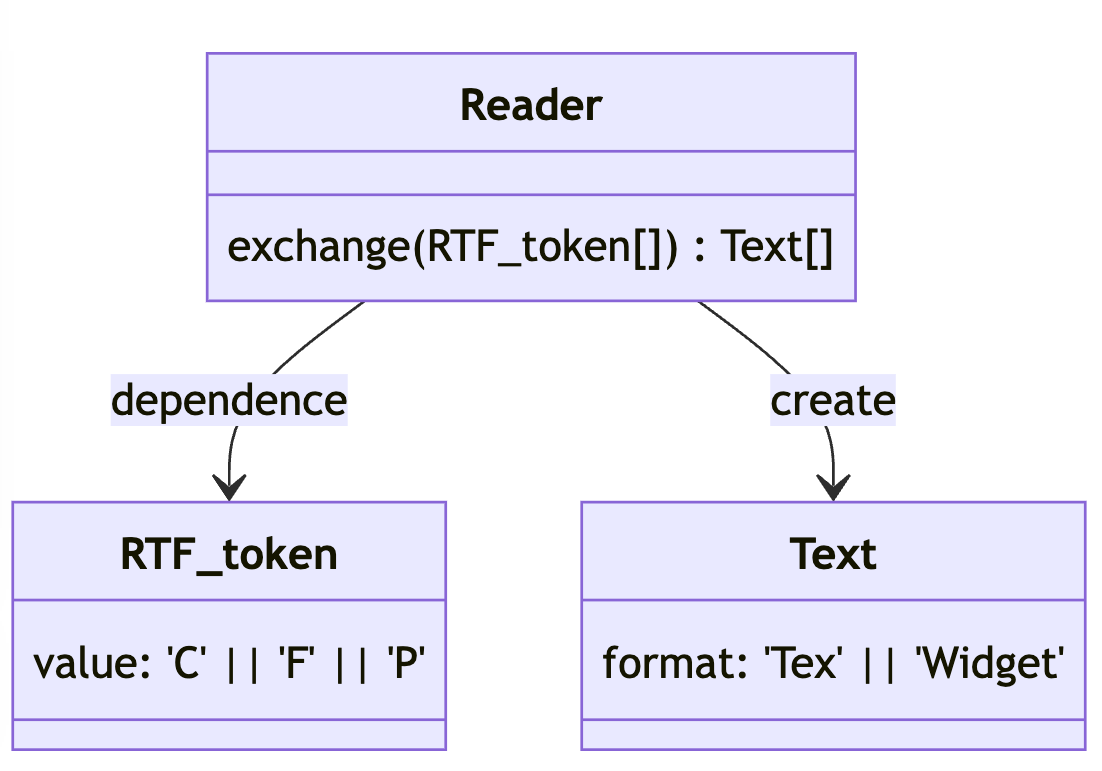 Reader
exchange(RTF_token[]) : Text[]
dependence
create
RTF_token
value: 'C' || 'F' || 'P'
Text
format: 'Tex' || 'Widget'